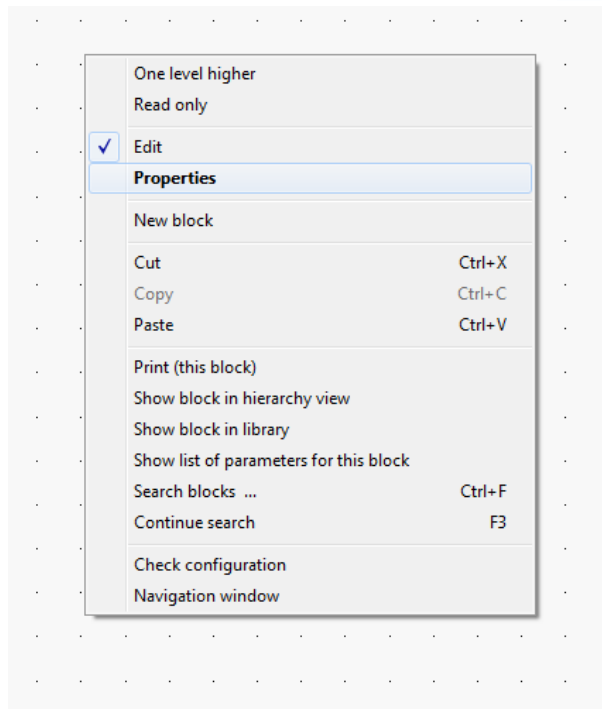 One level higher
Read only
Edit
Properties
New block
Cut Ctrl+X
Copy Ctrl+C
Paste Ctrl+V
Print (this block)
Show block in hierarchy view
Show block in library
Show list of parameters for this block
Search blocks ... Ctrl+F
Continue search F3
Check configuration
Navigation window